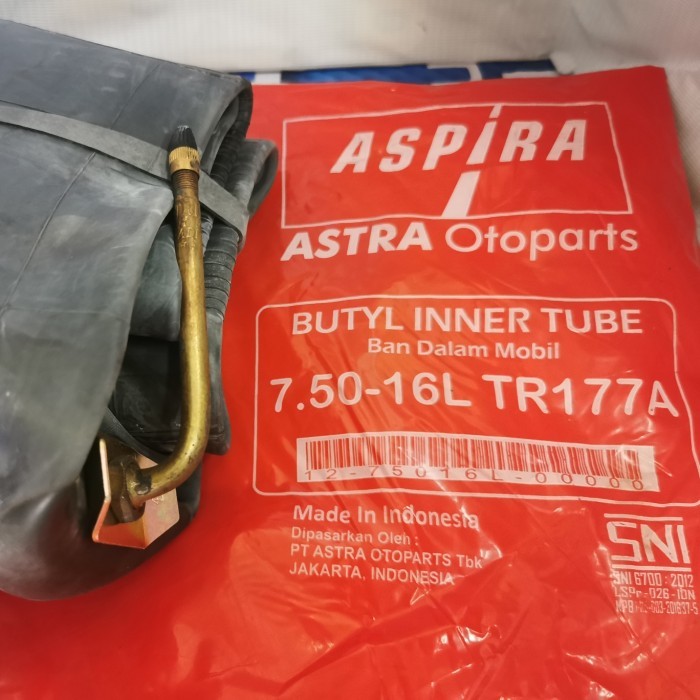 ASPIRA
ASTRA Otoparts
BUTYL INNER TUBE
Ban Dalam Mobil
7.50-16L TR177A
12-75016L-00000
Made In Indonesia
Dipasarkan Oleh :
PT ASTRA OTOPARTS Tbk
JAKARTA, INDONESIA
SNI
SNI 6700 : 2012